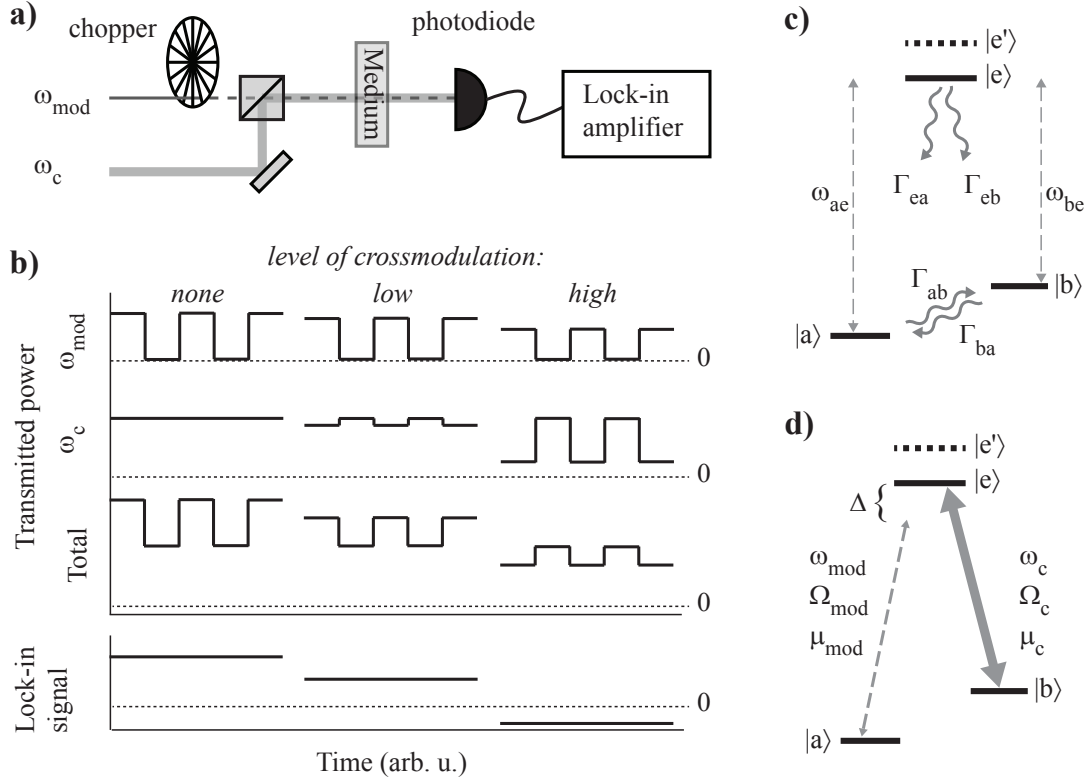 a)
chopper
photodiode
ω_mod
Medium
Lock-in
amplifier
ω_c
b)
level of crossmodulation:
none low high
Transmitted power
ω_mod
0
ω_c
0
Total
0
Lock-in
signal
0
Time (arb. u.)
c)
|e'⟩
|e⟩
Γ_ea Γ_eb
ω_ae ω_be
Γ_ab
|b⟩
|a⟩
Γ_ba
d)
|e'⟩
|e⟩
Δ {
ω_mod ω_c
Ω_mod Ω_c
μ_mod μ_c
|b⟩
|a⟩